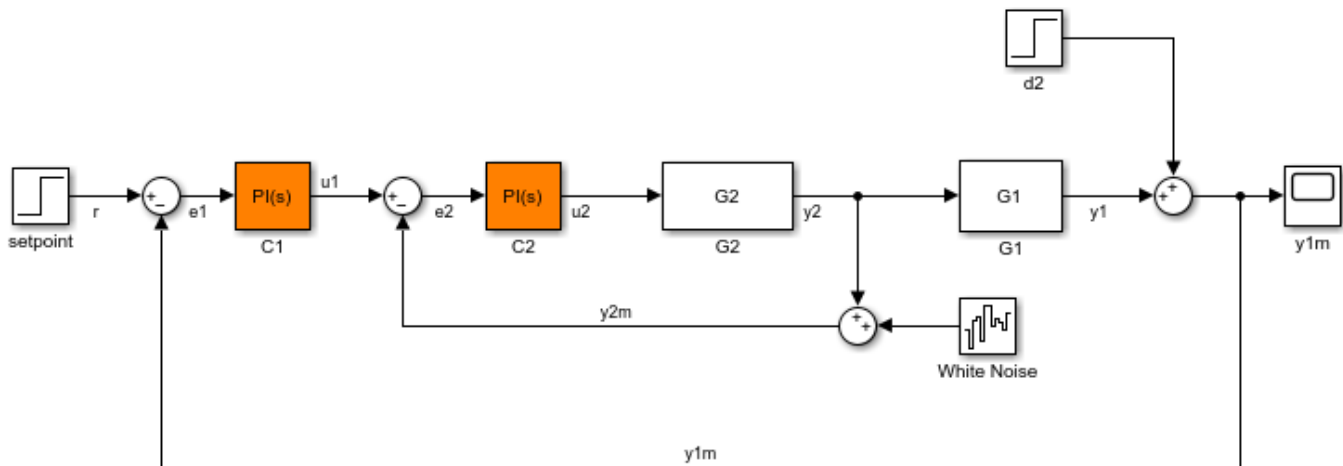 d2
PI(s)
u1
PI(s)
G2
G1
r
e1
e2
u2
y2
y1
setpoint
C1
C2
G2
G1
y1m
y2m
White Noise
y1m